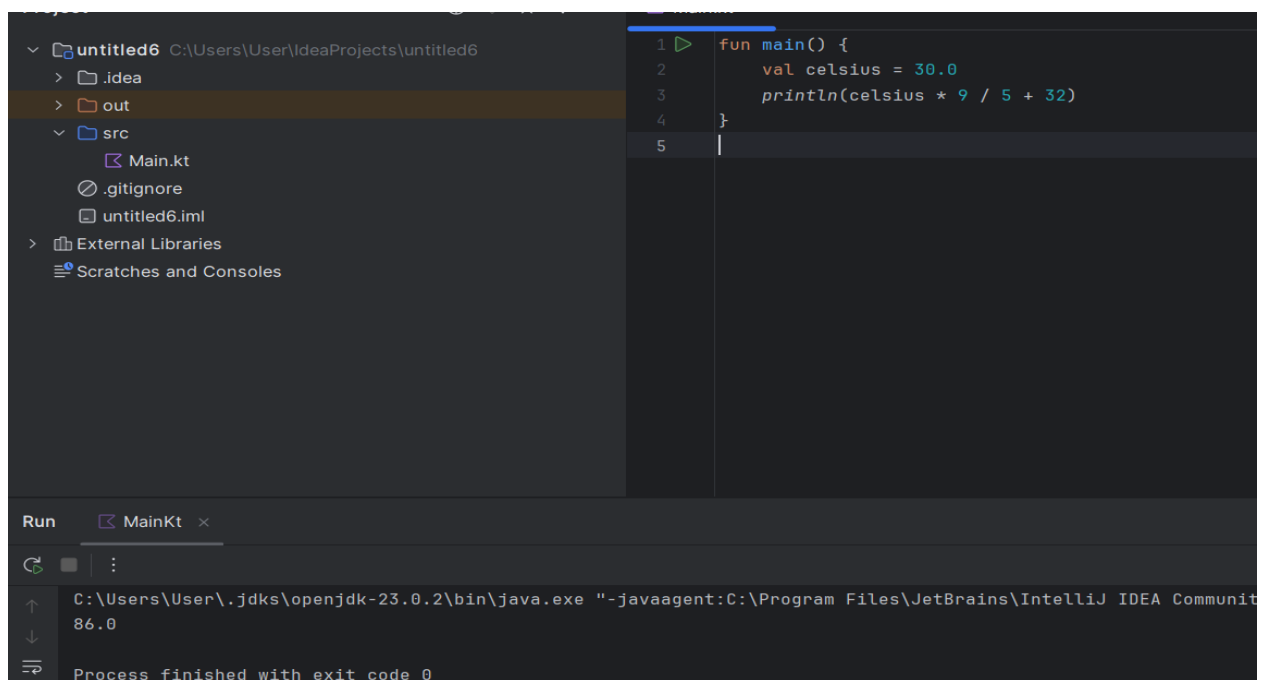 untitled6 C:\Users\User\IdeaProjects\untitled6
.idea
out
src
Main.kt
.gitignore
untitled6.iml
External Libraries
Scratches and Consoles
1 fun main() {
2 val celsius = 30.0
3 println(celsius * 9 / 5 + 32)
4 }
5
Run MainKt
C:\Users\User\.jdks\openjdk-23.0.2\bin\java.exe "-javaagent:C:\Program Files\JetBrains\IntelliJ IDEA Communit
86.0
Process finished with exit code 0